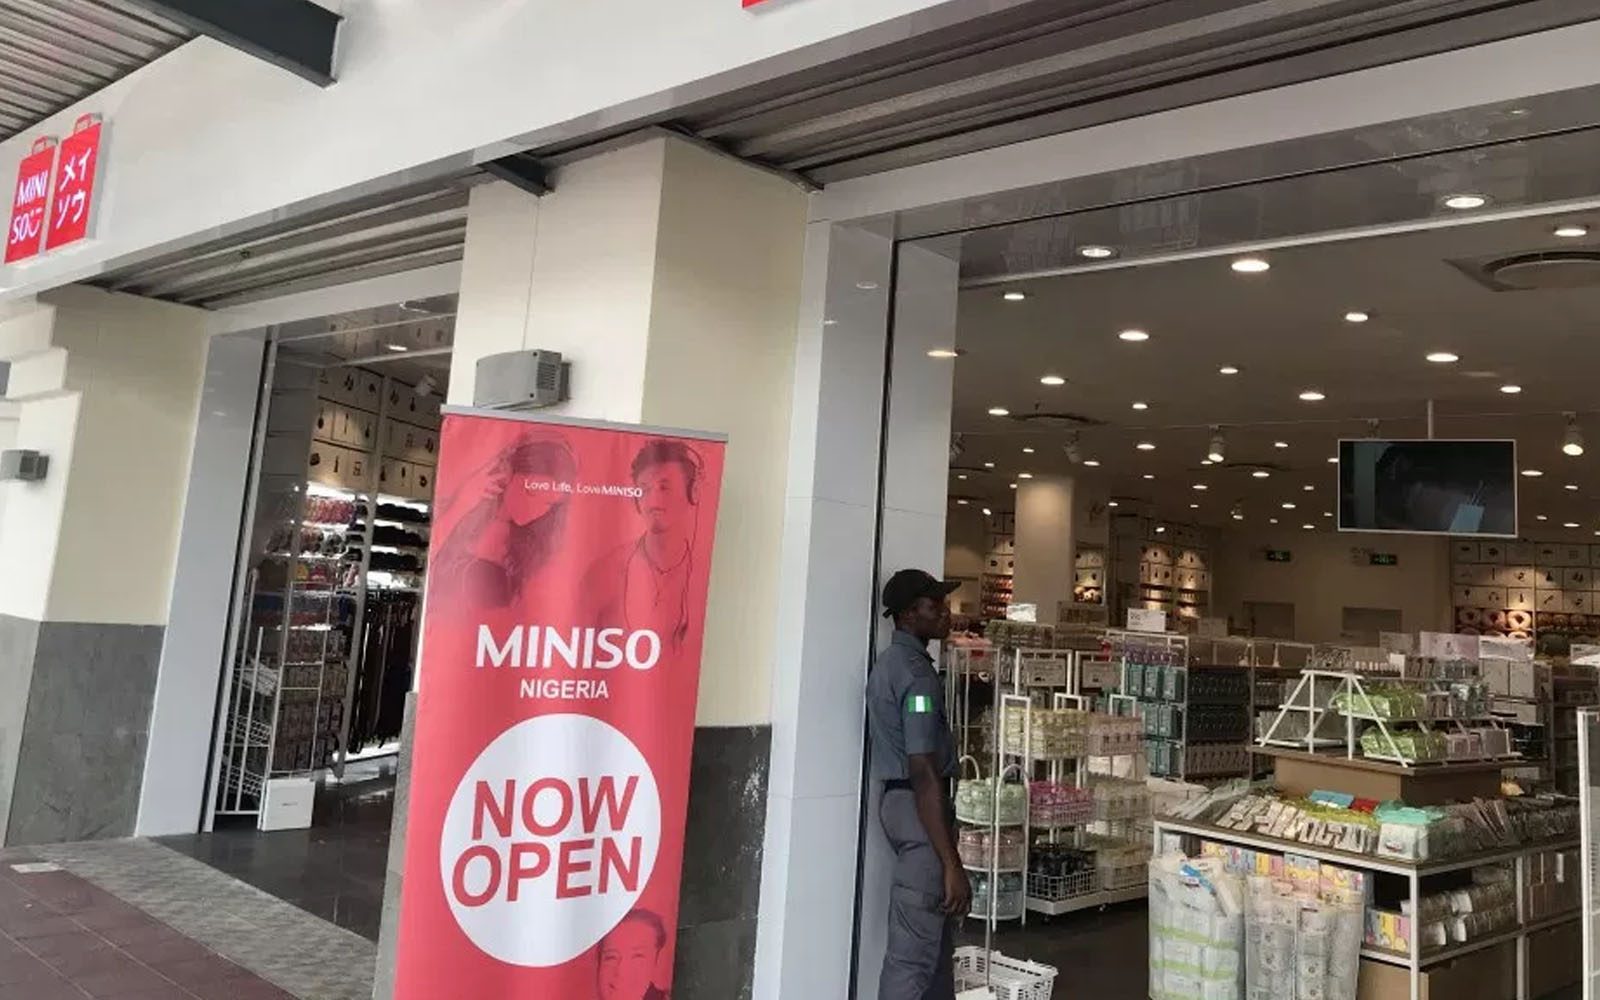 MINI
SO
メイ
ソウ
Love Life, Love MINISO
MINISO
NIGERIA
NOW
OPEN